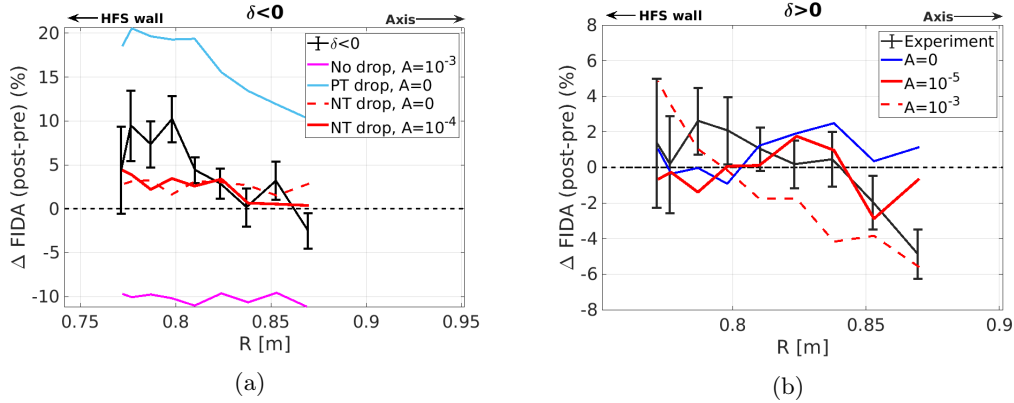 δ<0
HFS wall
Axis
20
15
10
5
0
-5
-10
Δ FIDA (post-pre) (%)
δ<0
No drop, A=10⁻³
PT drop, A=0
NT drop, A=0
NT drop, A=10⁻⁴
0.75
0.8
0.85
0.9
0.95
R [m]
(a)
δ>0
HFS wall
Axis
8
6
4
2
0
-2
-4
-6
-8
Δ FIDA (post-pre) (%)
Experiment
A=0
A=10⁻⁵
A=10⁻³
0.8
0.85
0.9
R [m]
(b)